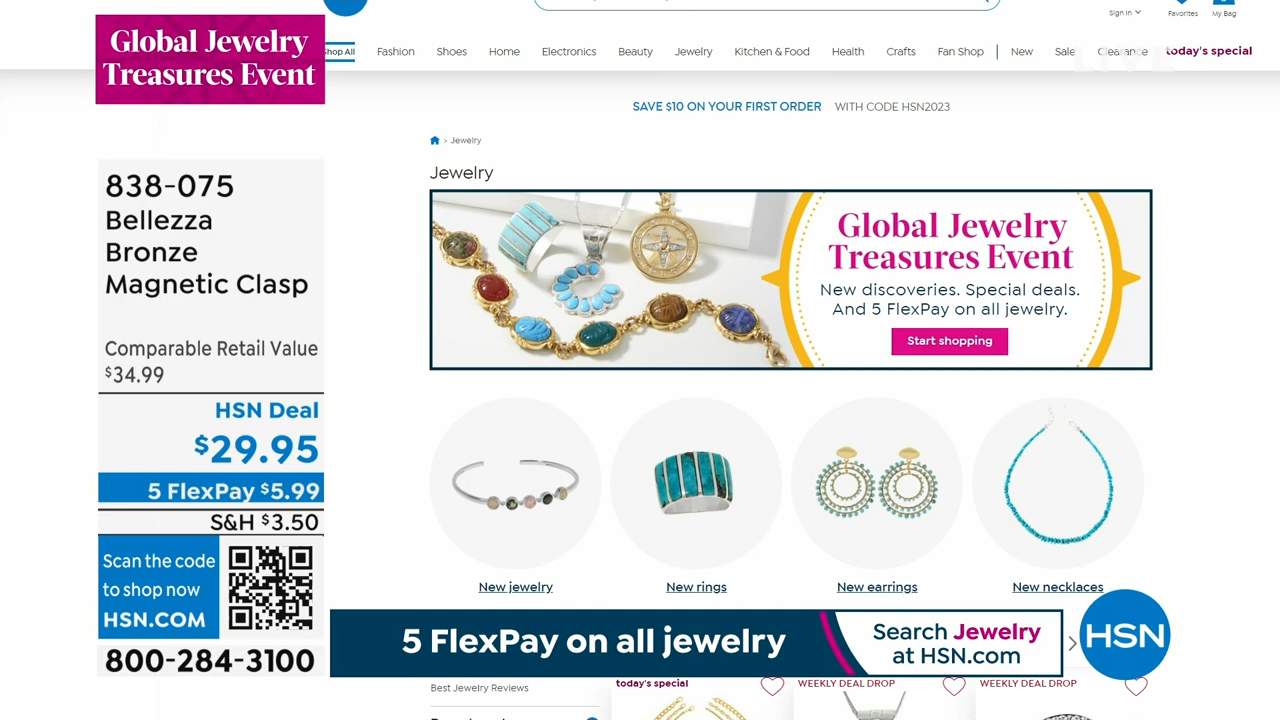 Global Jewelry
Treasures Event
Shop All
Fashion
Shoes
Home
Electronics
Beauty
Jewelry
Kitchen & Food
Health
Crafts
Fan Shop
New
Sale
Clearance
today's special
Sign In
Favorites
My Bag
LIVE
SAVE $10 ON YOUR FIRST ORDER WITH CODE HSN2023
> Jewelry
Jewelry
838-075
Bellezza
Bronze
Magnetic Clasp
Comparable Retail Value
$34.99
HSN Deal
$29.95
5 FlexPay $5.99
S&H $3.50
Scan the code
to shop now
HSN.COM
800-284-3100
Global Jewelry
Treasures Event
New discoveries. Special deals.
And 5 FlexPay on all jewelry.
Start shopping
New jewelry
New rings
New earrings
New necklaces
5 FlexPay on all jewelry
Search Jewelry
at HSN.com
HSN
Best Jewelry Reviews
today's special
WEEKLY DEAL DROP
WEEKLY DEAL DROP